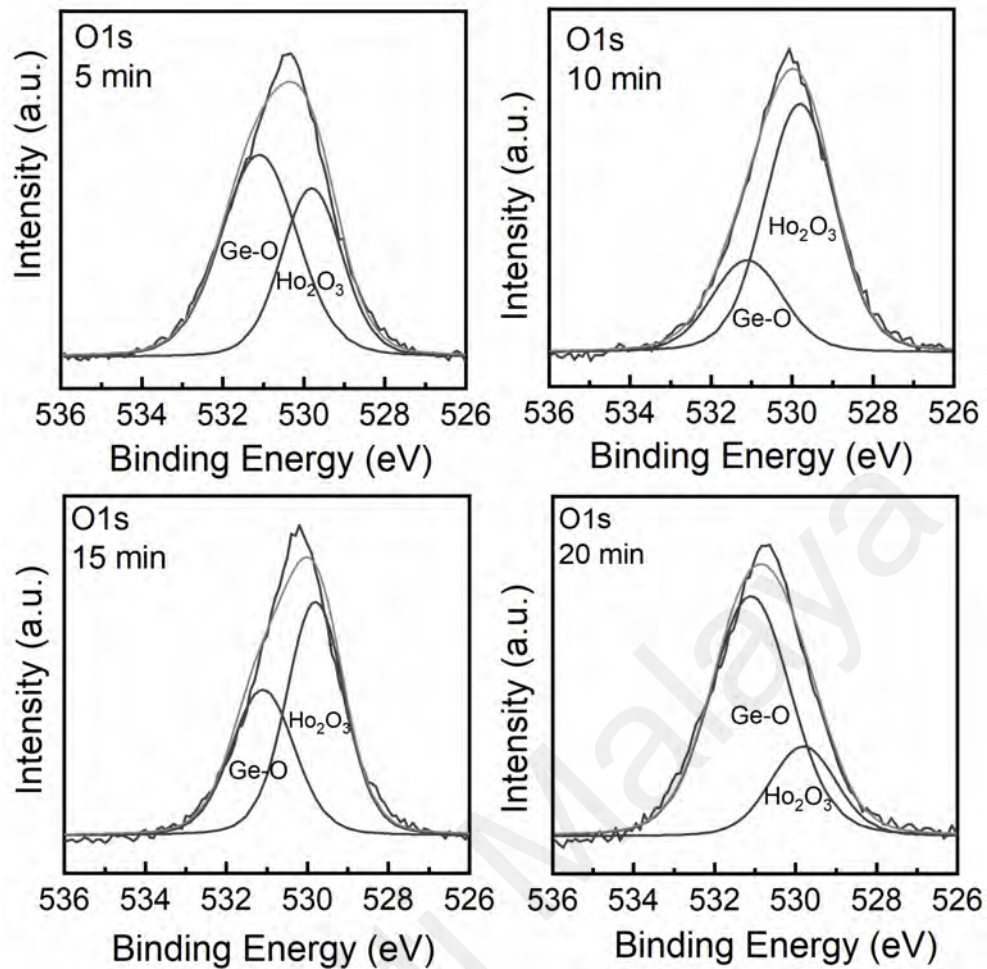 O1s
5 min
Intensity (a.u.)
Ge-O
Ho₂O₃
536 534 532 530 528 526
Binding Energy (eV)
O1s
10 min
Intensity (a.u.)
Ho₂O₃
Ge-O
536 534 532 530 528 526
Binding Energy (eV)
O1s
15 min
Intensity (a.u.)
Ho₂O₃
Ge-O
536 534 532 530 528 526
Binding Energy (eV)
O1s
20 min
Intensity (a.u.)
Ge-O
Ho₂O₃
536 534 532 530 528 526
Binding Energy (eV)
Malaya